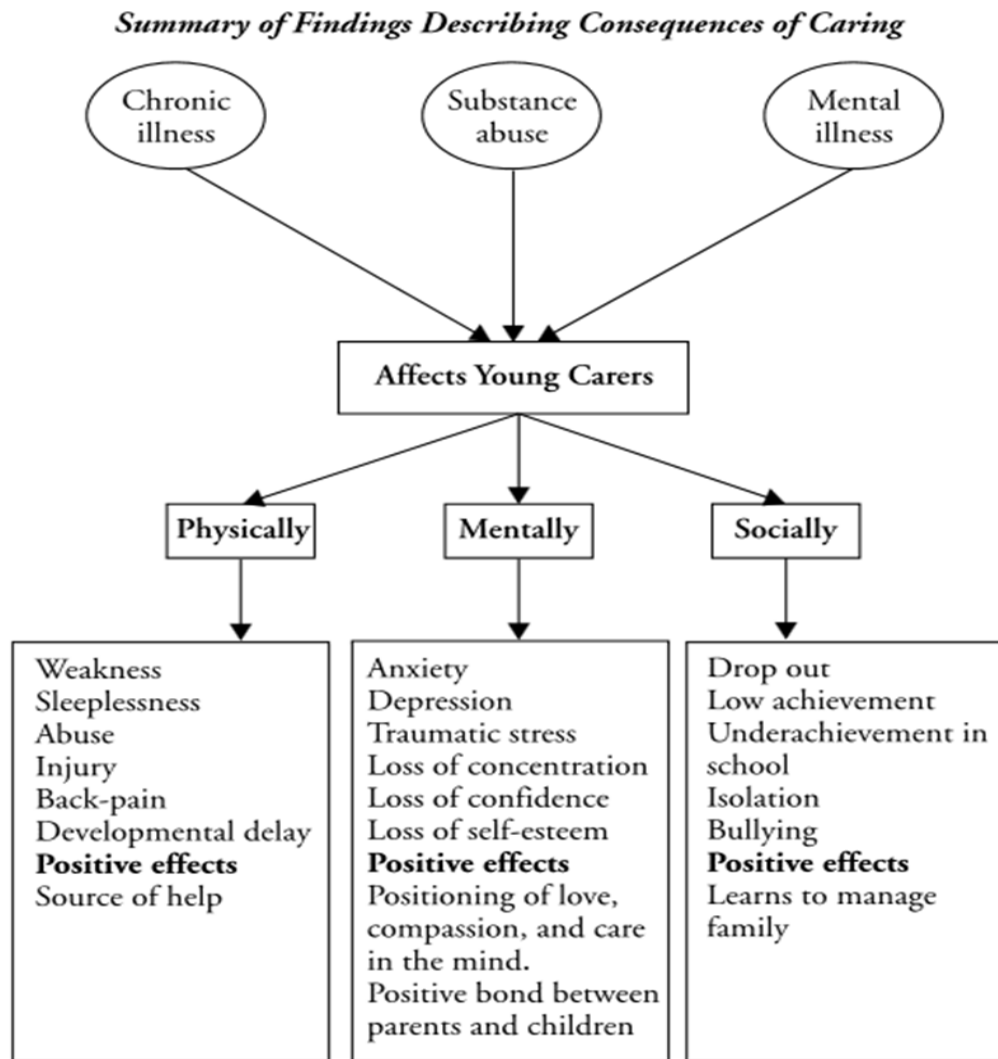 Summary of Findings Describing Consequences of Caring
Chronic
illness
Substance
abuse
Mental
illness
Affects Young Carers
Physically
Mentally
Socially
Weakness
Sleeplessness
Abuse
Injury
Back-pain
Developmental delay
Positive effects
Source of help
Anxiety
Depression
Traumatic stress
Loss of concentration
Loss of confidence
Loss of self-esteem
Positive effects
Positioning of love,
compassion, and care
in the mind.
Positive bond between
parents and children
Drop out
Low achievement
Underachievement in
school
Isolation
Bullying
Positive effects
Learns to manage
family